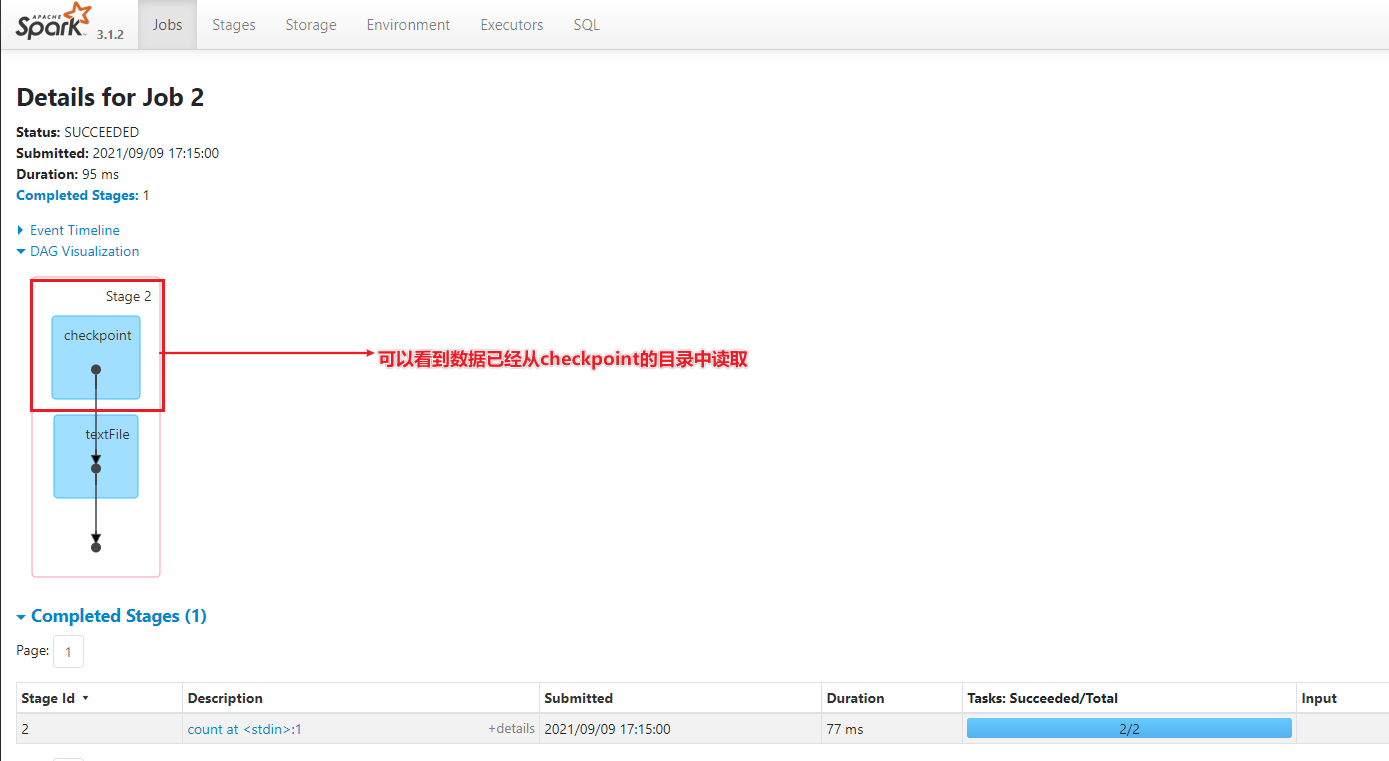 APACHE
Spark 3.1.2 Jobs Stages Storage Environment Executors SQL
Details for Job 2
Status: SUCCEEDED
Submitted: 2021/09/09 17:15:00
Duration: 95 ms
Completed Stages: 1
Event Timeline
DAG Visualization
Stage 2
checkpoint
可以看到数据已经从checkpoint的目录中读取
textFile
Completed Stages (1)
Page: 1
Stage Id Description Submitted Duration Tasks: Succeeded/Total Input
2 count at <stdin>:1 +details 2021/09/09 17:15:00 77 ms 2/2